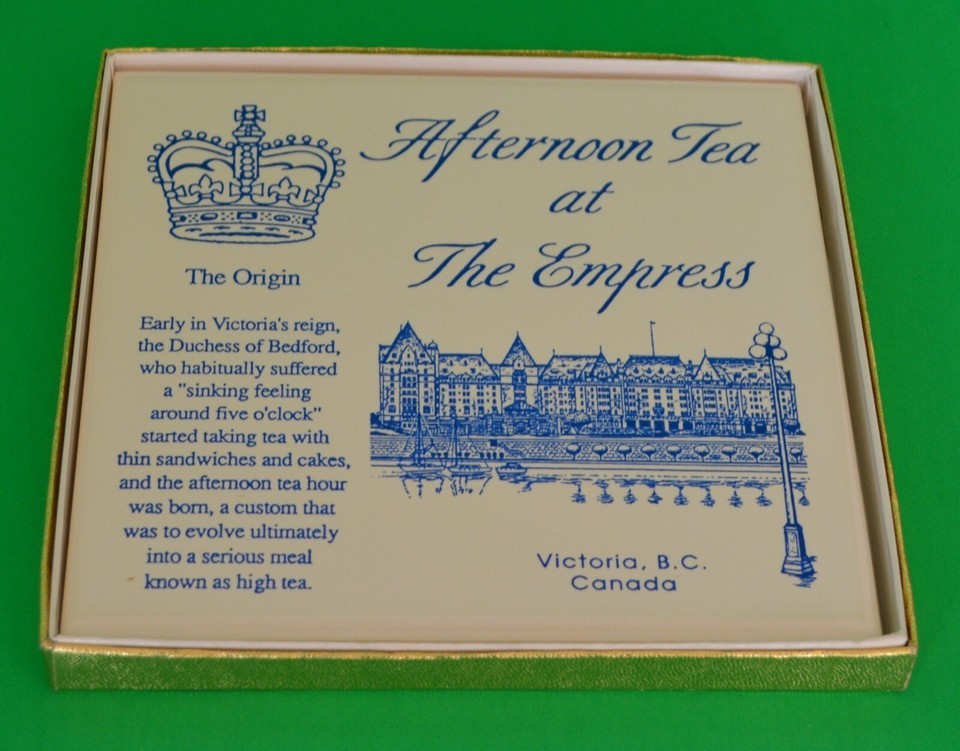 Afternoon Tea
at
The Empress
The Origin
Early in Victoria's reign,
the Duchess of Bedford,
who habitually suffered
a "sinking feeling
around five o'clock"
started taking tea with
thin sandwiches and cakes,
and the afternoon tea hour
was born, a custom that
was to evolve ultimately
into a serious meal
known as high tea.
Victoria, B.C.
Canada